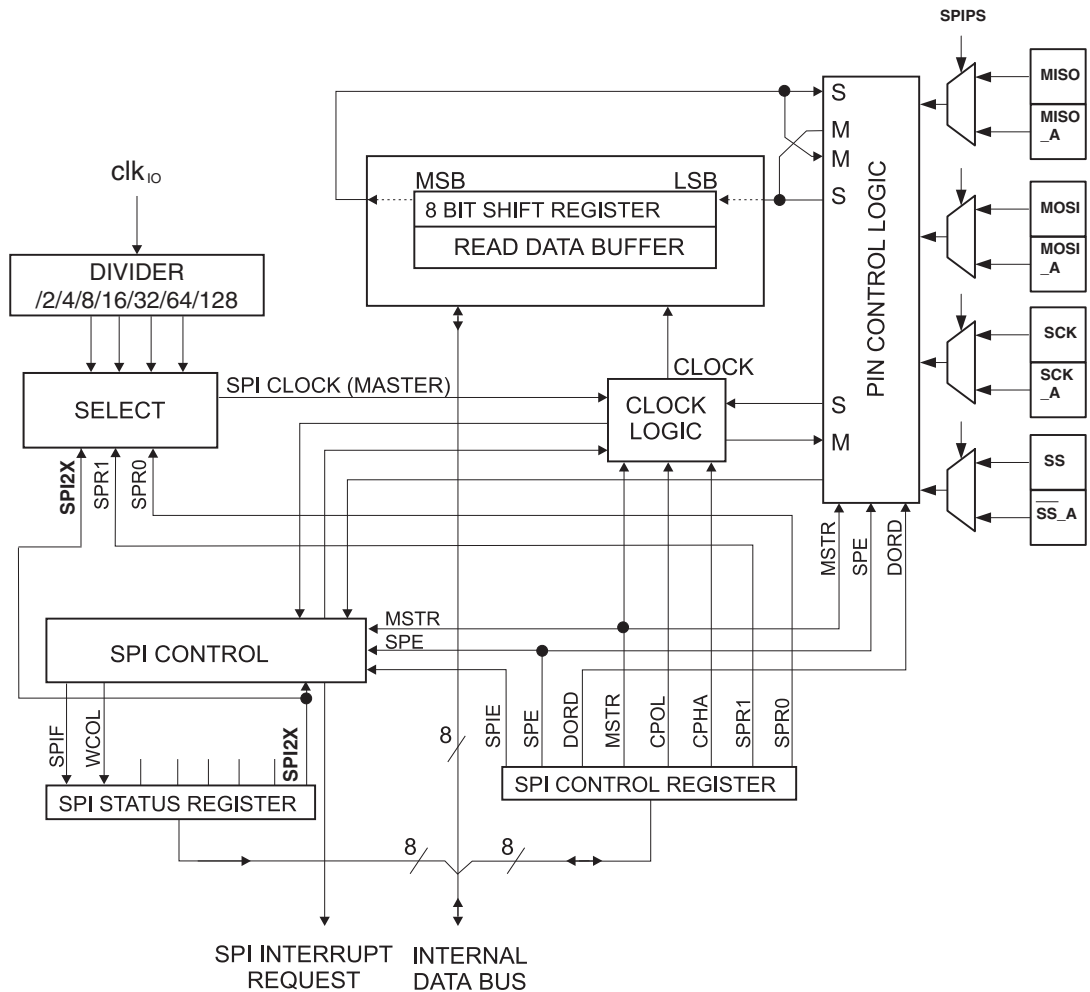 SPIPS
MISO
MISO
_A
MOSI
MOSI
_A
SCK
SCK
_A
SS
SS_A
S
M
M
S
PIN CONTROL LOGIC
S
M
MSTR
SPE
DORD
MSB
LSB
8 BIT SHIFT REGISTER
READ DATA BUFFER
clk IO
DIVIDER
/2/4/8/16/32/64/128
SPI CLOCK (MASTER)
SELECT
CLOCK
CLOCK
LOGIC
SPI2X
SPR1
SPR0
MSTR
SPE
SPI CONTROL
SPIF
WCOL
SPI2X
8
SPIE
SPE
DORD
MSTR
CPOL
CPHA
SPR1
SPR0
SPI STATUS REGISTER
SPI CONTROL REGISTER
8
8
SPI INTERRUPT
REQUEST
INTERNAL
DATA BUS